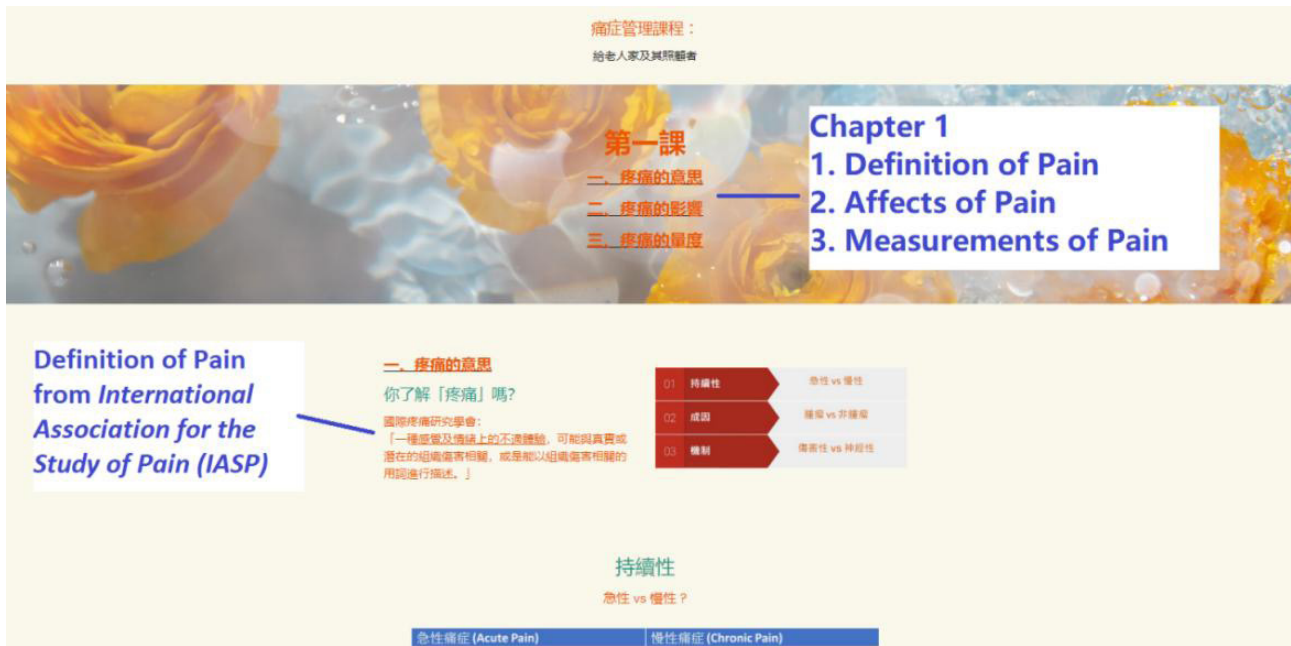 痛症管理課程：
給老人家及其照顧者
第一課
一. 疼痛的意思
二. 疼痛的影響
三. 疼痛的量度
Chapter 1
1. Definition of Pain
2. Affects of Pain
3. Measurements of Pain
Definition of Pain
from International
Association for the
Study of Pain (IASP)
一. 疼痛的意思
你了解「疼痛」嗎?
國際疼痛研究學會：
「一種感覺及情緒上的不適體驗，可能與真實或
潛在的組織傷害相關，或是能以組織傷害相關的
用詞進行描述。」
01 持續性 急性 vs 慢性
02 成因 腫瘤 vs 非腫瘤
03 機制 傷害性 vs 神經性
持續性
急性 vs 慢性？
急性痛症 (Acute Pain) 慢性痛症 (Chronic Pain)